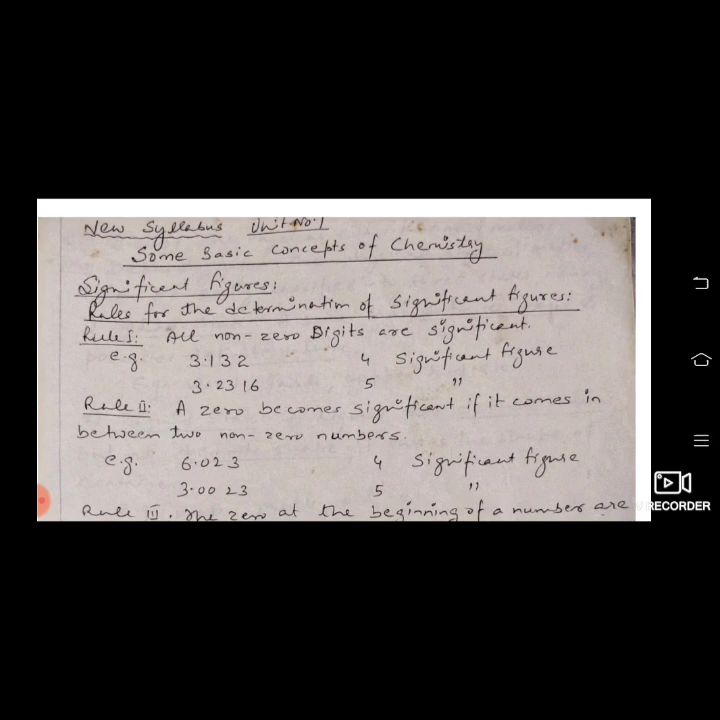 New Syllabus Unit No. 1
Some Basic concepts of Chemistry
Significant figures:
Rules for the determination of Significant figures:
Rule I: All non-zero Digits are significant.
e.g. 3.132 4 Significant figure
3.2316 5 "
Rule II: A zero becomes significant if it comes in
between two non-zero numbers.
e.g. 6.023 4 Significant figure
3.0023 5 "
Rule III. The zero at the beginning of a number are
RECORDER